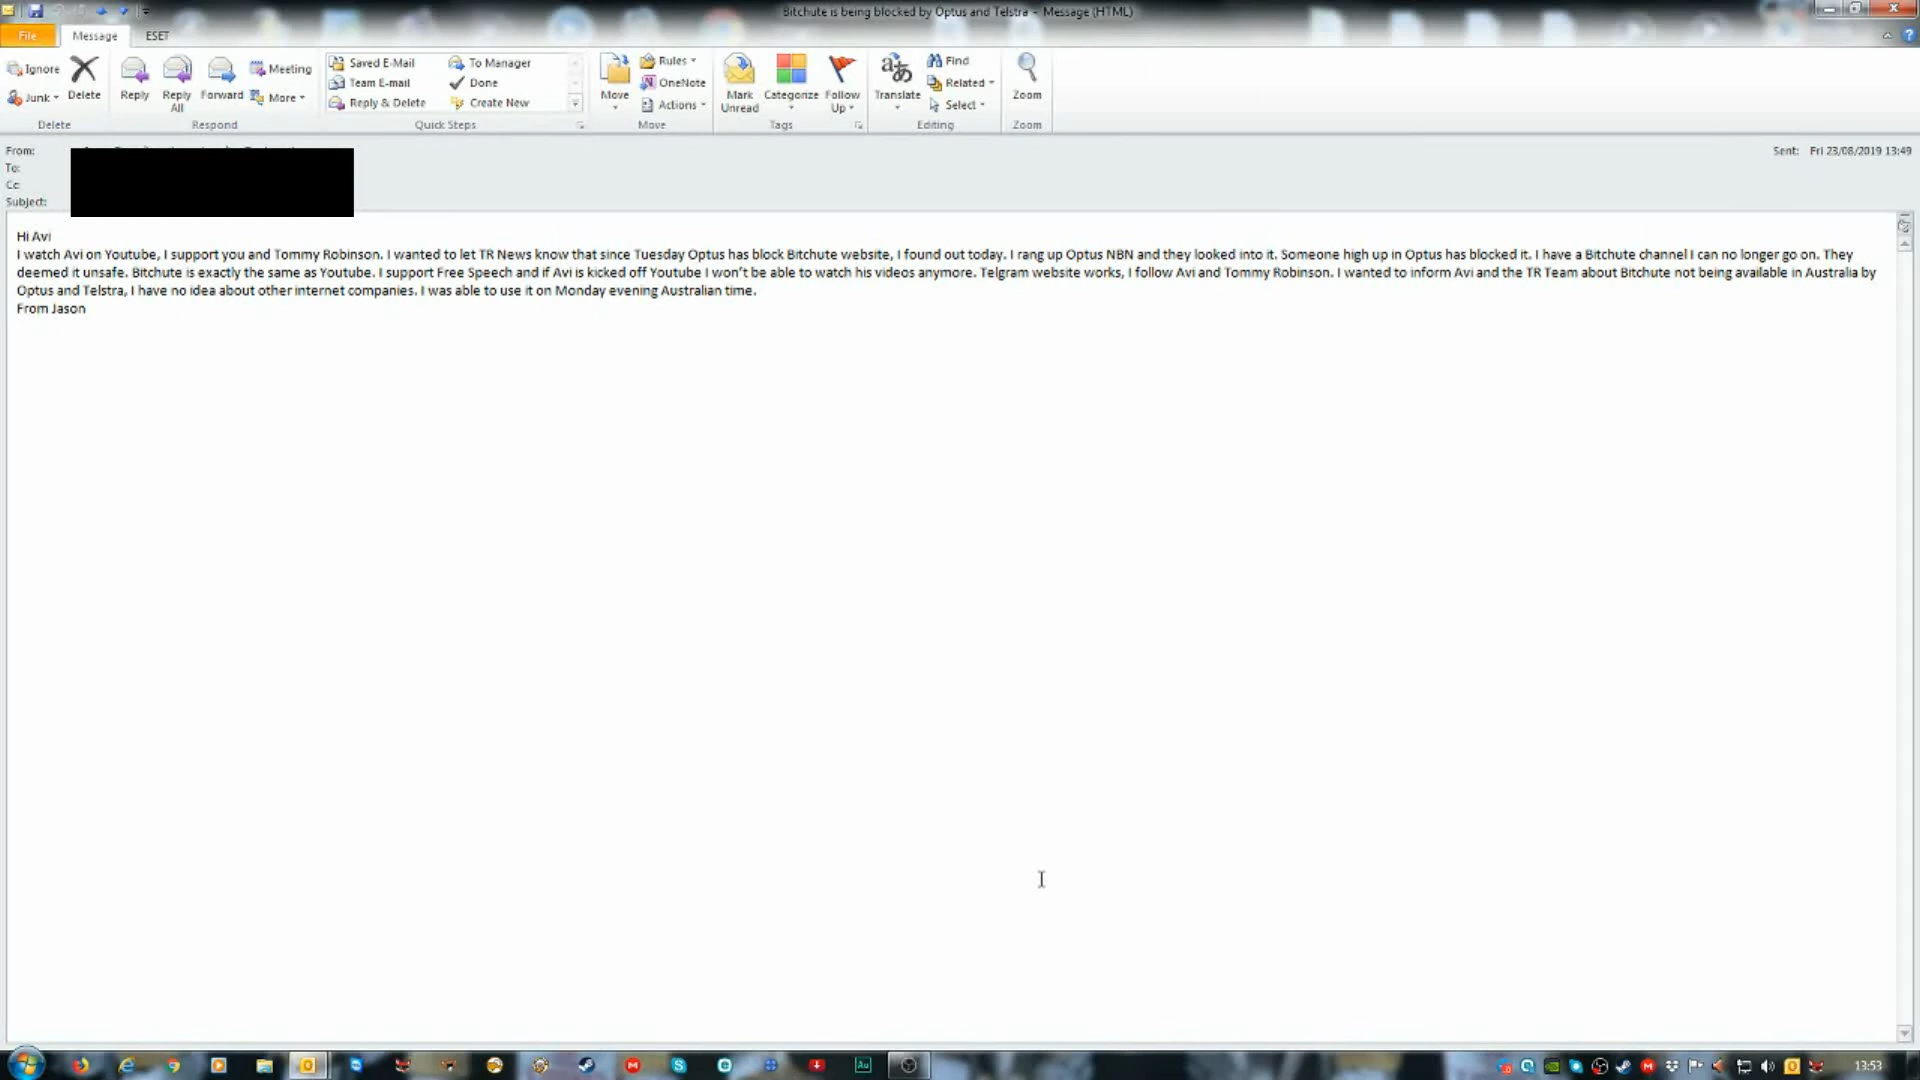 Bitchute is being blocked by Optus and Telstra - Message (HTML)
File Message ESET
Ignore
Junk
Delete
Delete
Reply
Reply All
Forward
Meeting
More
Respond
Saved E-Mail
Team E-mail
Reply & Delete
To Manager
Done
Create New
Quick Steps
Move
Rules
OneNote
Actions
Move
Mark Unread
Categorize
Follow Up
Tags
Translate
Find
Related
Select
Editing
Zoom
Zoom
From:
To:
Cc:
Subject:
Sent: Fri 23/08/2019 13:49
Hi Avi
I watch Avi on Youtube, I support you and Tommy Robinson. I wanted to let TR News know that since Tuesday Optus has block Bitchute website, I found out today. I rang up Optus NBN and they looked into it. Someone high up in Optus has blocked it. I have a Bitchute channel I can no longer go on. They
deemed it unsafe. Bitchute is exactly the same as Youtube. I support Free Speech and if Avi is kicked off Youtube I won't be able to watch his videos anymore. Telgram website works, I follow Avi and Tommy Robinson. I wanted to inform Avi and the TR Team about Bitchute not being available in Australia by
Optus and Telstra, I have no idea about other internet companies. I was able to use it on Monday evening Australian time.
From Jason
Au
13:53